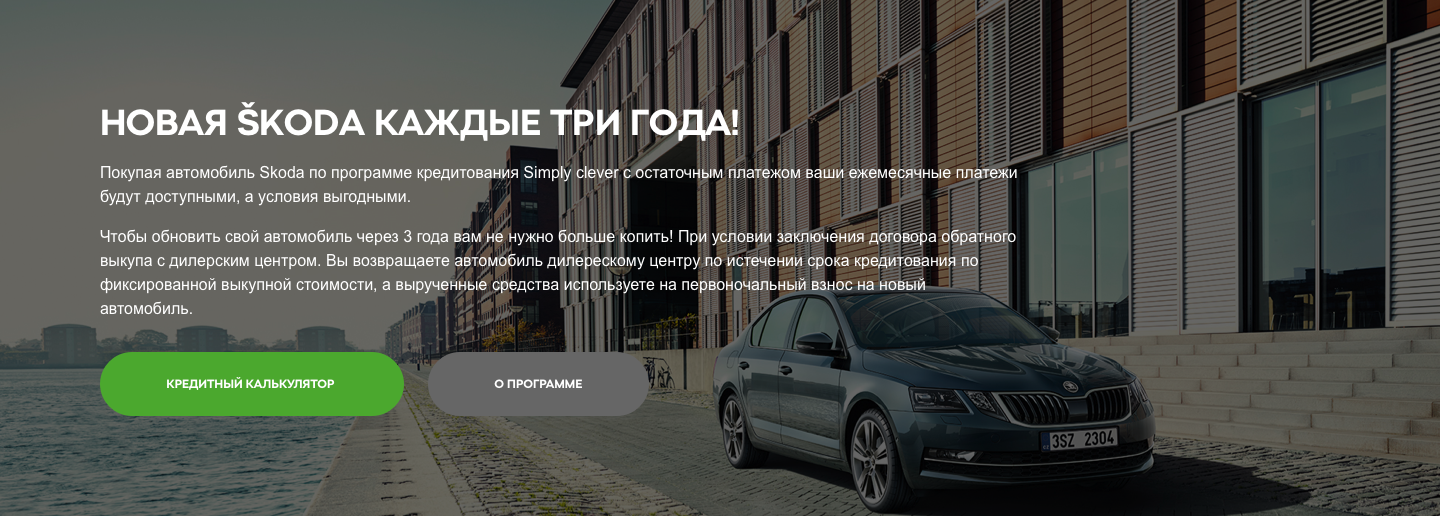 НОВАЯ ŠKODA КАЖДЫЕ ТРИ ГОДА!
Покупая автомобиль Skoda по программе кредитования Simply clever с остаточным платежом ваши ежемесячные платежи
будут доступными, а условия выгодными.
Чтобы обновить свой автомобиль через 3 года вам не нужно больше копить! При условии заключения договора обратного
выкупа с дилерским центром. Вы возвращаете автомобиль дилерескому центру по истечении срока кредитования по
фиксированной выкупной стоимости, а вырученные средства используете на первоночальный взнос на новый
автомобиль.
КРЕДИТНЫЙ КАЛЬКУЛЯТОР
О ПРОГРАММЕ
3SZ 2304